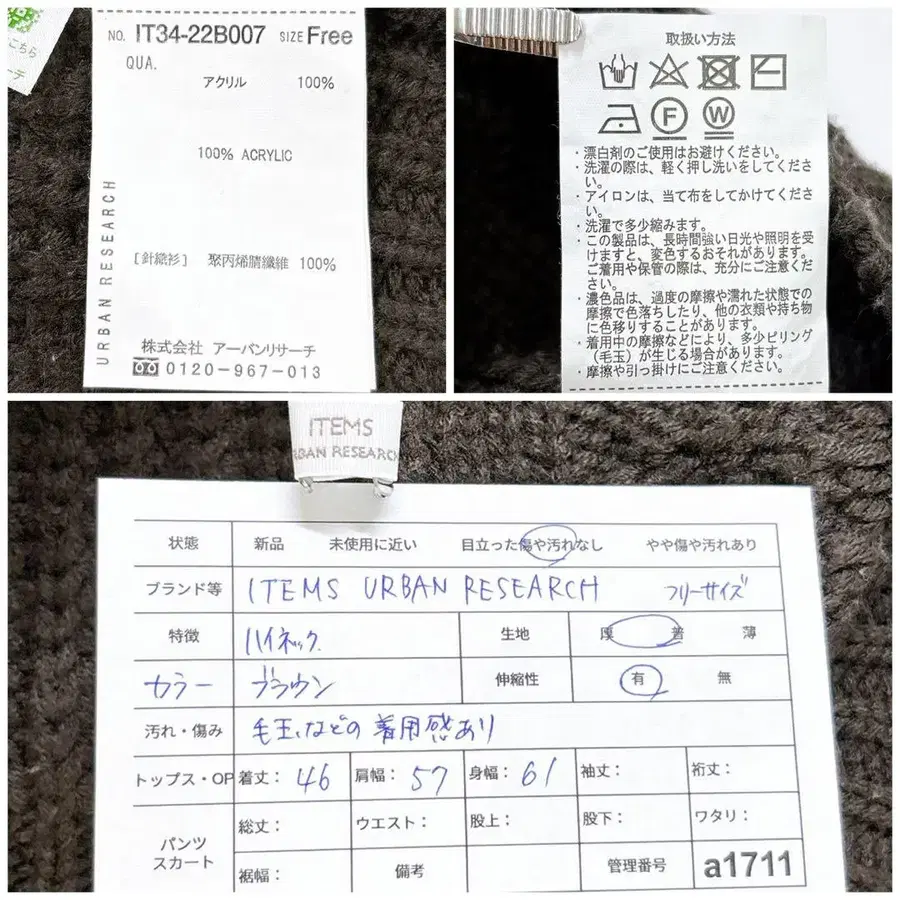 こちら
ーチ
NO. IT34-22B007 SIZE Free
QUA.
アクリル 100%
100% ACRYLIC
[針織衫] 聚丙烯腈纖維 100%
URBAN RESEARCH
株式会社 アーバンリサーチ
0120-967-013
取扱い方法
F W
・漂白剤のご使用はお避けください。
・洗濯の際は、軽く押し洗いをしてくださ
い。
・アイロンは、当て布をしてかけてくださ
い。
・洗濯で多少縮みます。
・この製品は、長時間強い日光や照明を受
けますと、変色するおそれがあります。
ご着用や保管の際は、充分にご注意くだ
さい。
・濃色品は、過度の摩擦や濡れた状態での
摩擦で色落ちしたり、他の衣類や持ち物
に色移りすることがあります。
・着用中の摩擦などにより、多少ピリング
（毛玉）が生じる場合があります。
・摩擦や引っ掛けにご注意ください。
ITEMS
RBAN RESEARC
状態 新品 未使用に近い 目立った傷や汚れなし やや傷や汚れあり
ブランド等 ITEMS URBAN RESEARCH フリーサイズ
特徴 ハイネック 生地 厚 普 薄
カラー ブラウン 伸縮性 有 無
汚れ・傷み 毛玉などの着用感あり
トップス・OP 着丈： 46 肩幅： 57 身幅： 61 袖丈： 裄丈：
パンツ
スカート
総丈： ウエスト： 股上： 股下： ワタリ：
裾幅： 備考 管理番号 a1711